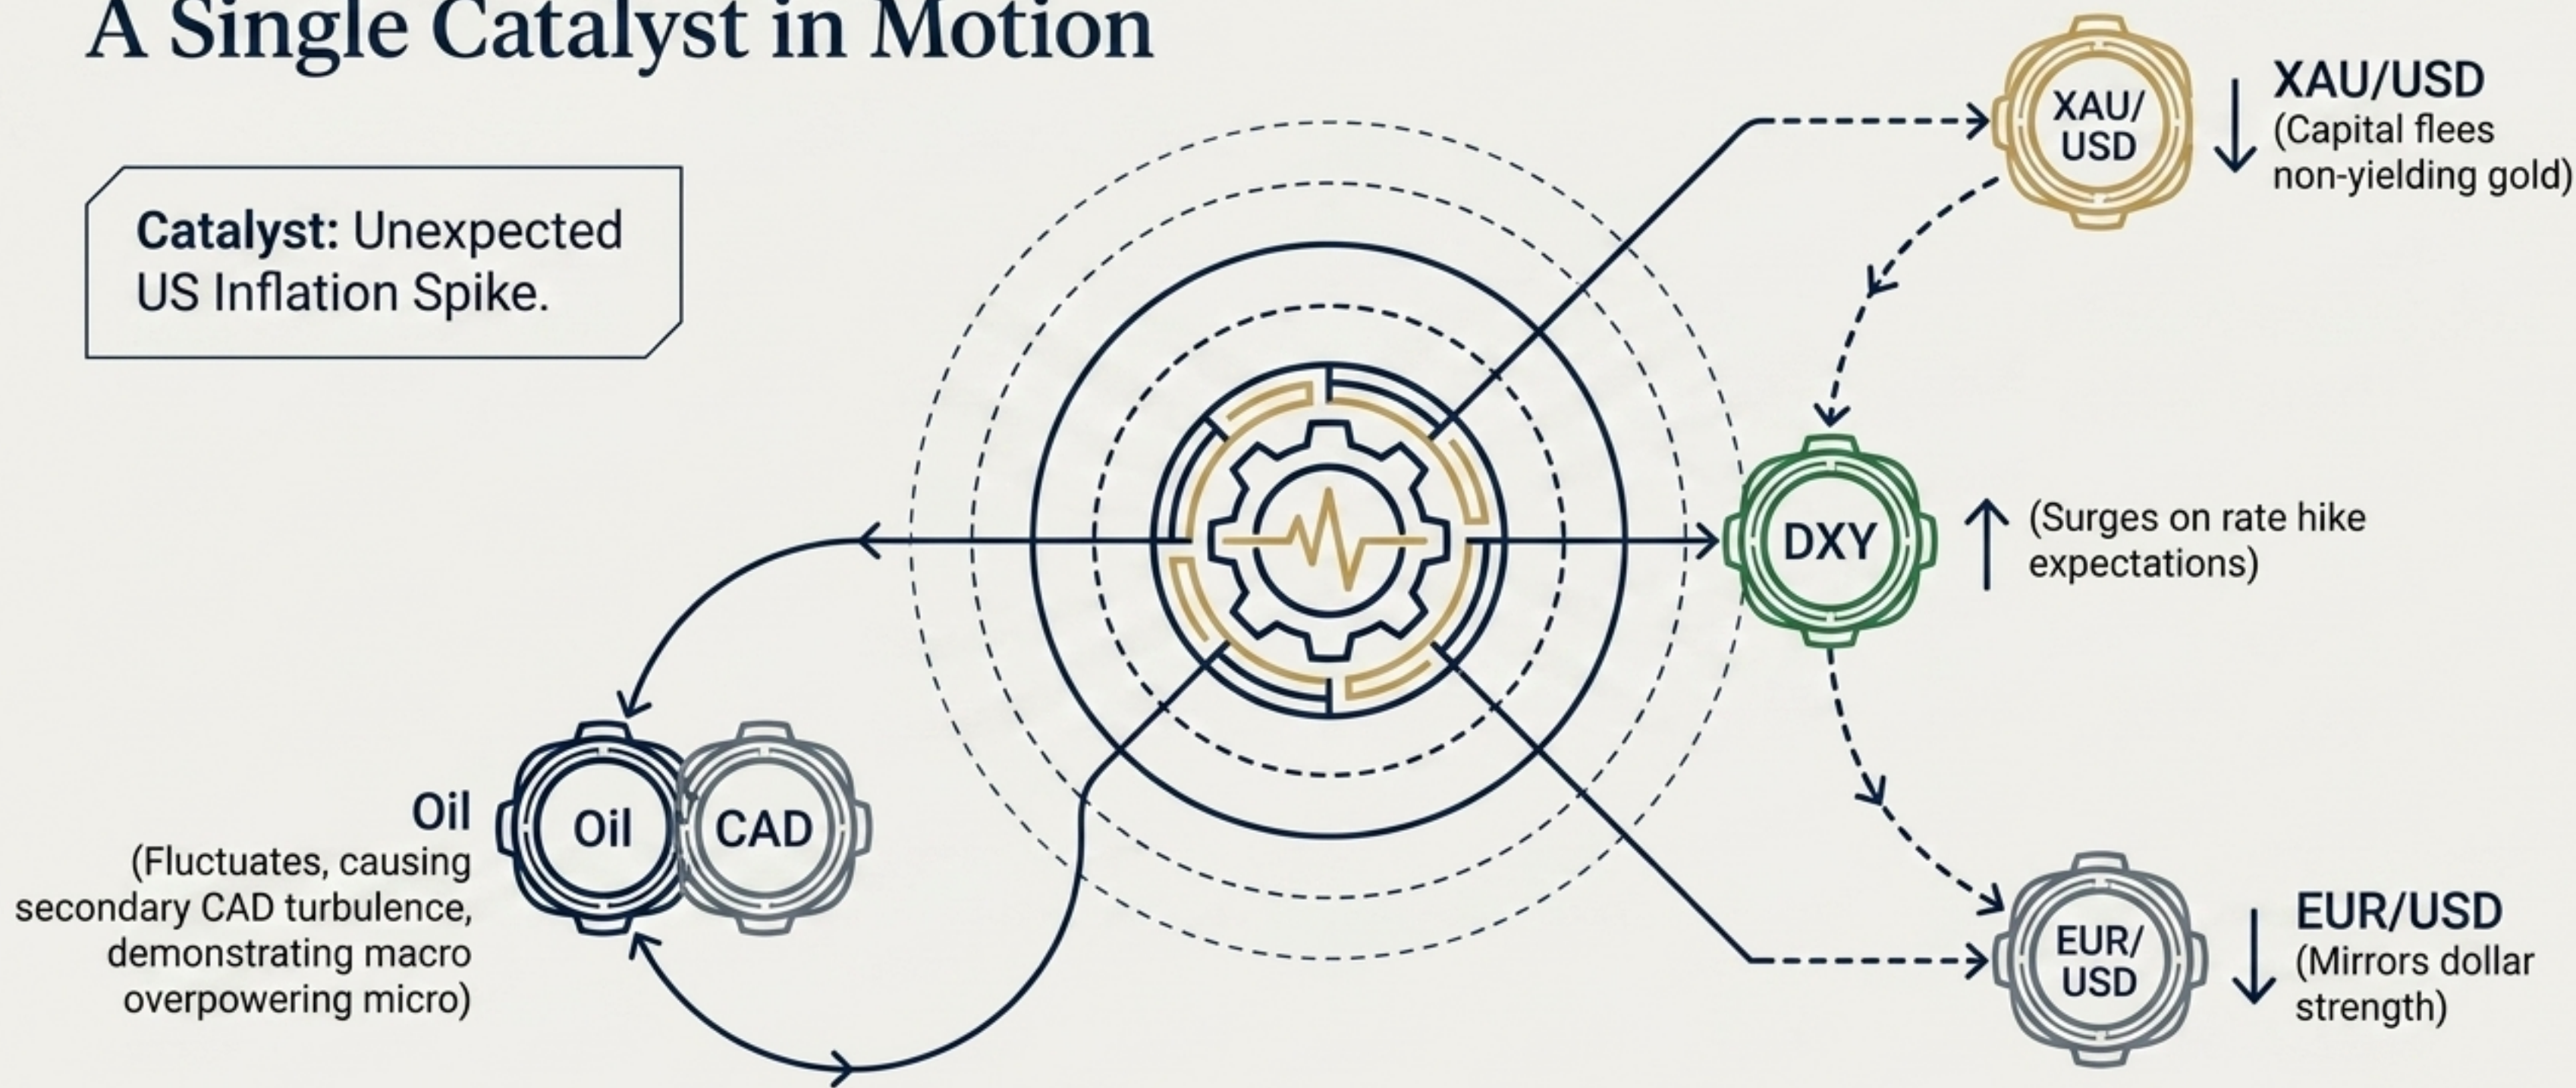 A Single Catalyst in Motion
Catalyst: Unexpected
US Inflation Spike.
XAU/
USD
XAU/USD
(Capital flees
non-yielding gold)
DXY
(Surges on rate hike
expectations)
Oil
(Fluctuates, causing
secondary CAD turbulence,
demonstrating macro
overpowering micro)
Oil
CAD
EUR/
USD
EUR/USD
(Mirrors dollar
strength)